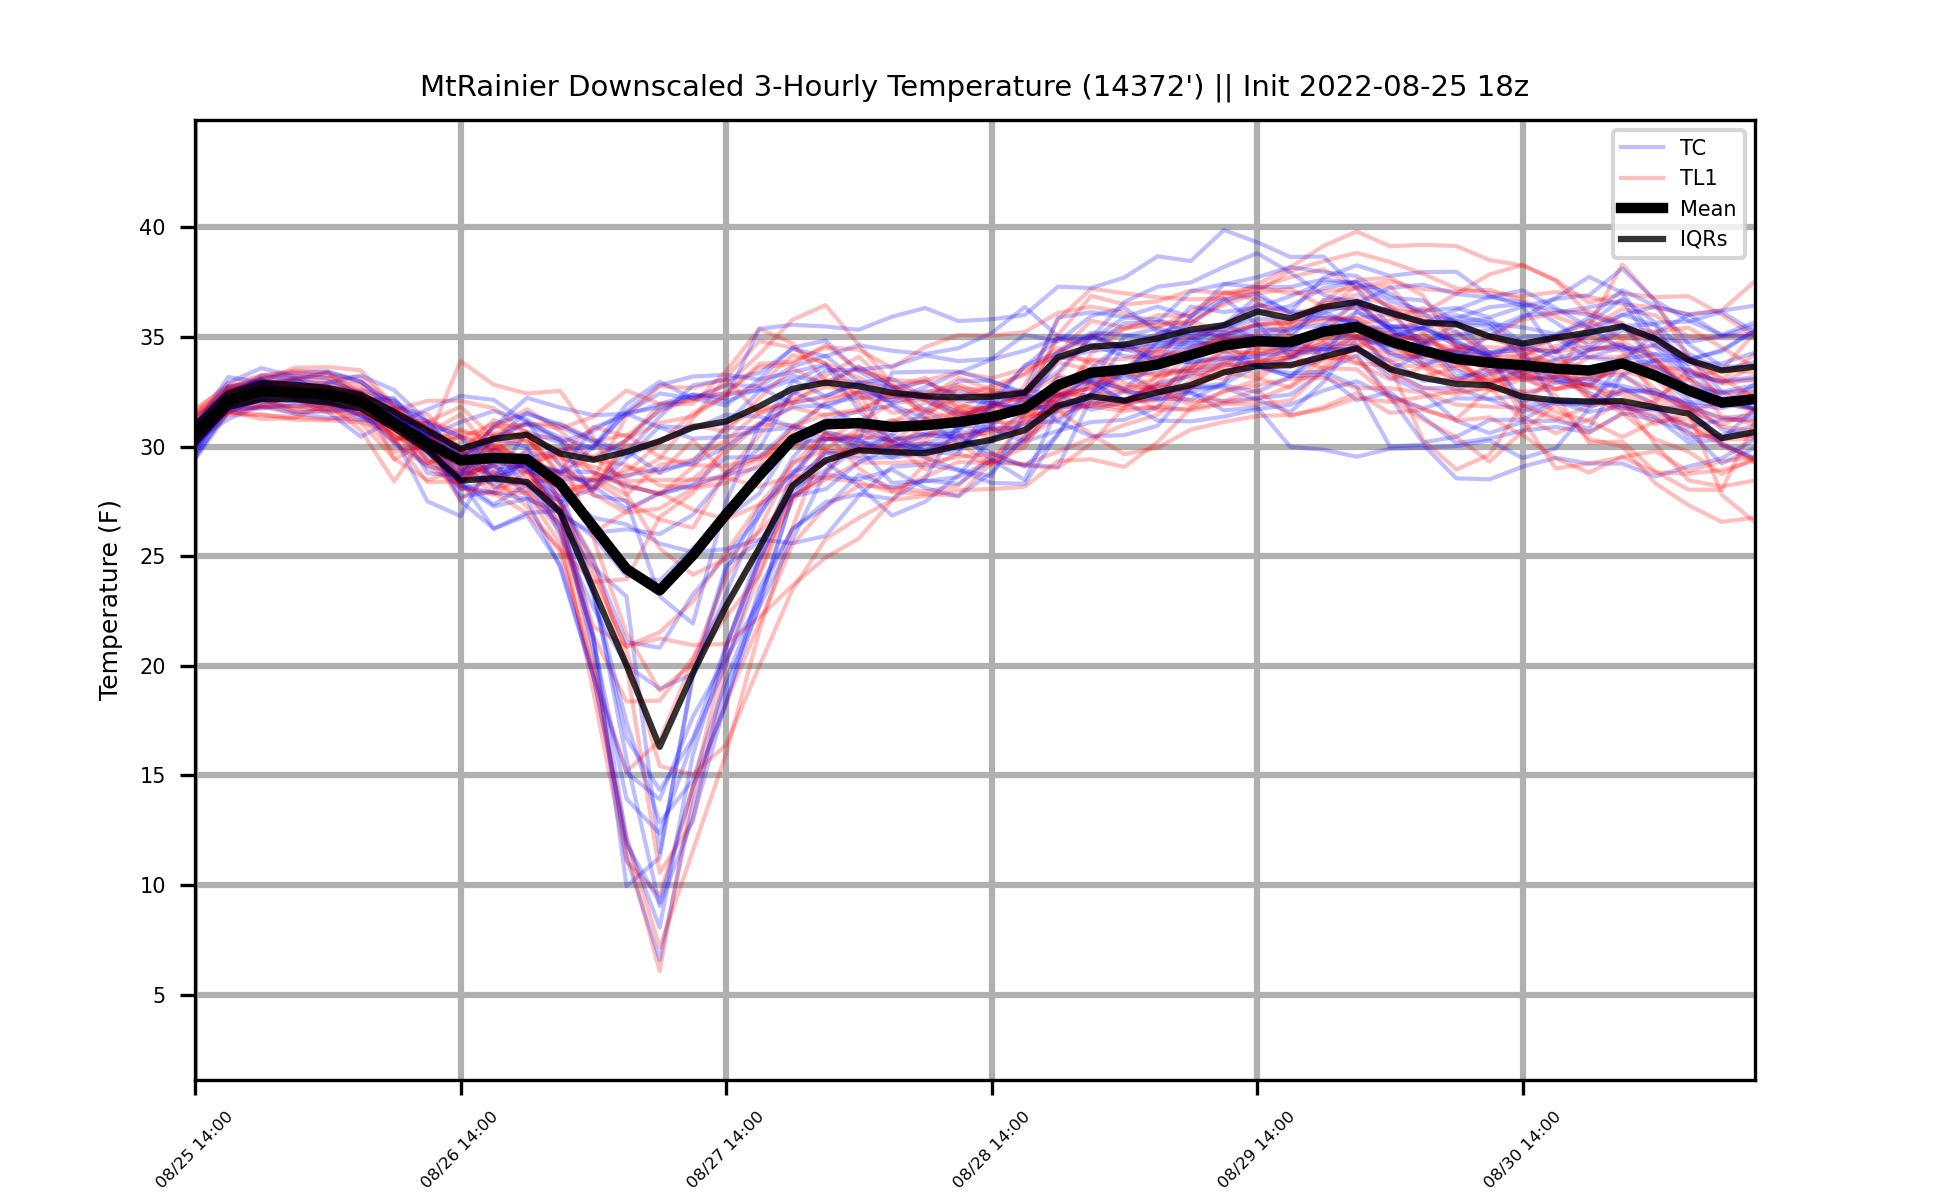 MtRainier Downscaled 3-Hourly Temperature (14372') || Init 2022-08-25 18z
TC
TL1
Mean
IQRs
Temperature (F)
40
35
30
25
20
15
10
5
08/25 14:00
08/26 14:00
08/27 14:00
08/28 14:00
08/29 14:00
08/30 14:00